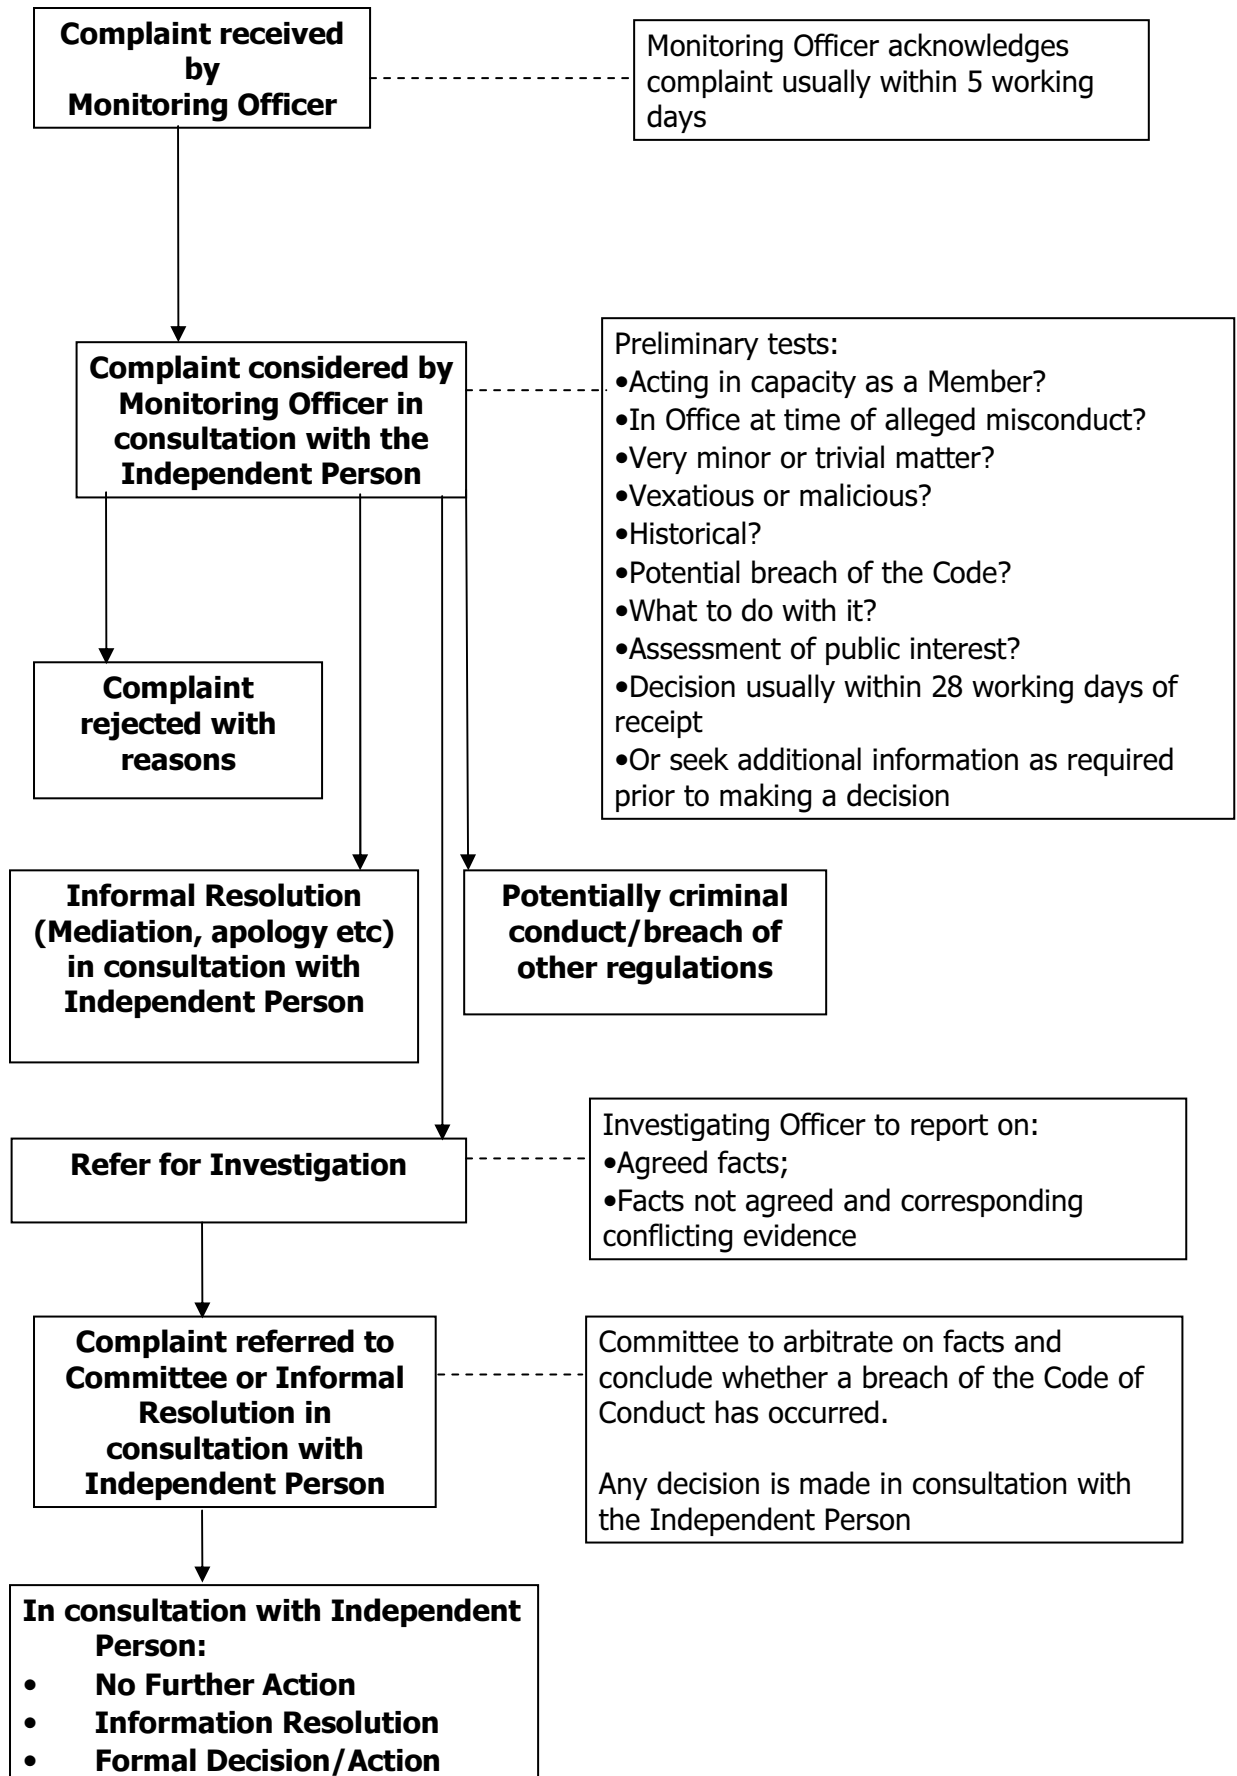 Complaint received
by
Monitoring Officer
Monitoring Officer acknowledges
complaint usually within 5 working
days
Complaint considered by
Monitoring Officer in
consultation with the
Independent Person
Preliminary tests:
•Acting in capacity as a Member?
•In Office at time of alleged misconduct?
•Very minor or trivial matter?
•Vexatious or malicious?
•Historical?
•Potential breach of the Code?
•What to do with it?
•Assessment of public interest?
•Decision usually within 28 working days of
receipt
•Or seek additional information as required
prior to making a decision
Complaint
rejected with
reasons
Informal Resolution
(Mediation, apology etc)
in consultation with
Independent Person
Potentially criminal
conduct/breach of
other regulations
Refer for Investigation
Investigating Officer to report on:
•Agreed facts;
•Facts not agreed and corresponding
conflicting evidence
Complaint referred to
Committee or Informal
Resolution in
consultation with
Independent Person
Committee to arbitrate on facts and
conclude whether a breach of the Code of
Conduct has occurred.
Any decision is made in consultation with
the Independent Person
In consultation with Independent
Person:
• No Further Action
• Information Resolution
• Formal Decision/Action